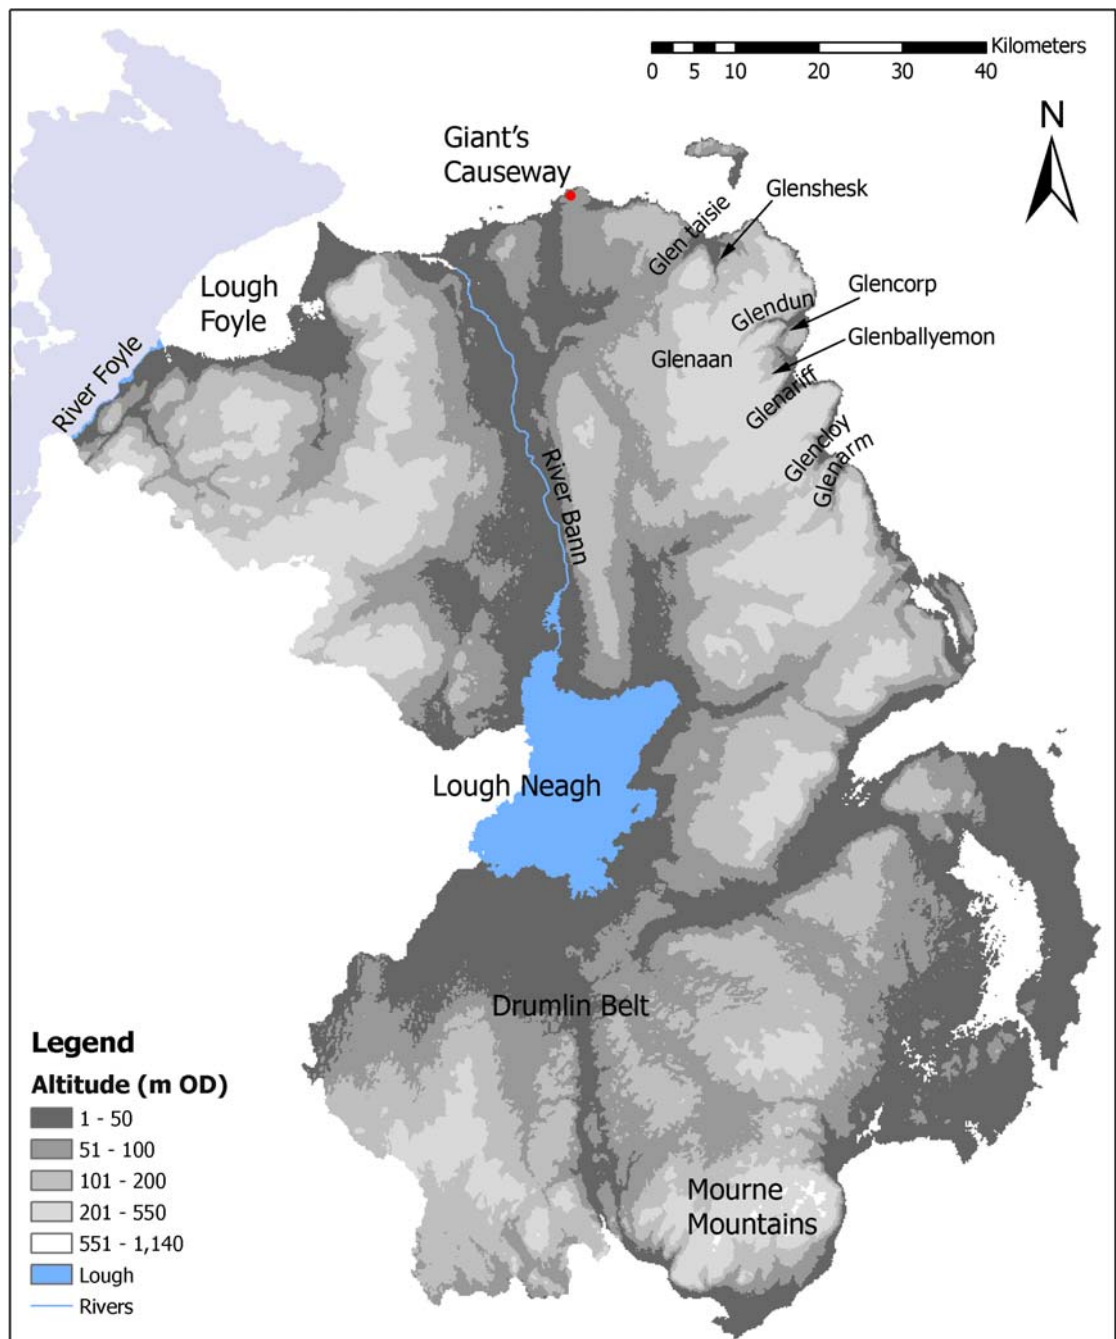 Kilometers
0 5 10 20 30 40
N
Giant's
Causeway
Glenshesk
Glen taisie
Glencorp
Glendun
Lough
Foyle
Glenballyemon
Glenaan
River Foyle
Glenariff
Glencloy
Glenarm
River Bann
Lough Neagh
Drumlin Belt
Mourne
Mountains
Legend
Altitude (m OD)
1 - 50
51 - 100
101 - 200
201 - 550
551 - 1,140
Lough
Rivers